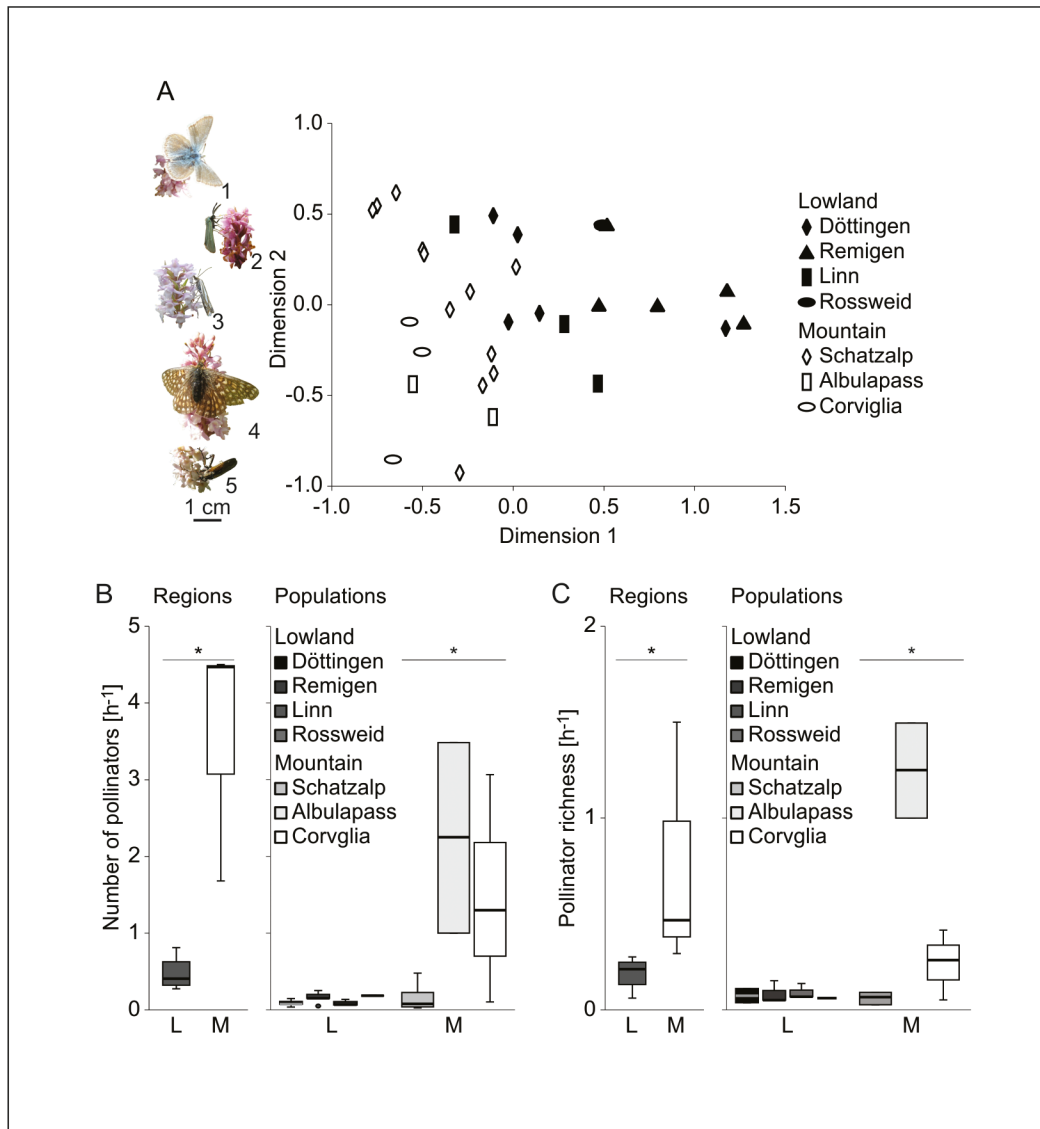 A
1
2
3
4
5
1 cm
1.0
0.5
0.0
-0.5
-1.0
Dimension 2
-1.0 -0.5 0.0 0.5 1.0 1.5
Dimension 1
Lowland
Döttingen
Remigen
Linn
Rossweid
Mountain
Schatzalp
Albulapass
Corviglia
B Regions Populations
5
4
3
2
1
0
Number of pollinators [h-1]
*
L M
Lowland
Döttingen
Remigen
Linn
Rossweid
Mountain
Schatzalp
Albulapass
Corvglia
*
L M
C Regions Populations
2
1
0
Pollinator richness [h-1]
*
L M
Lowland
Döttingen
Remigen
Linn
Rossweid
Mountain
Schatzalp
Albulapass
Corvglia
*
L M